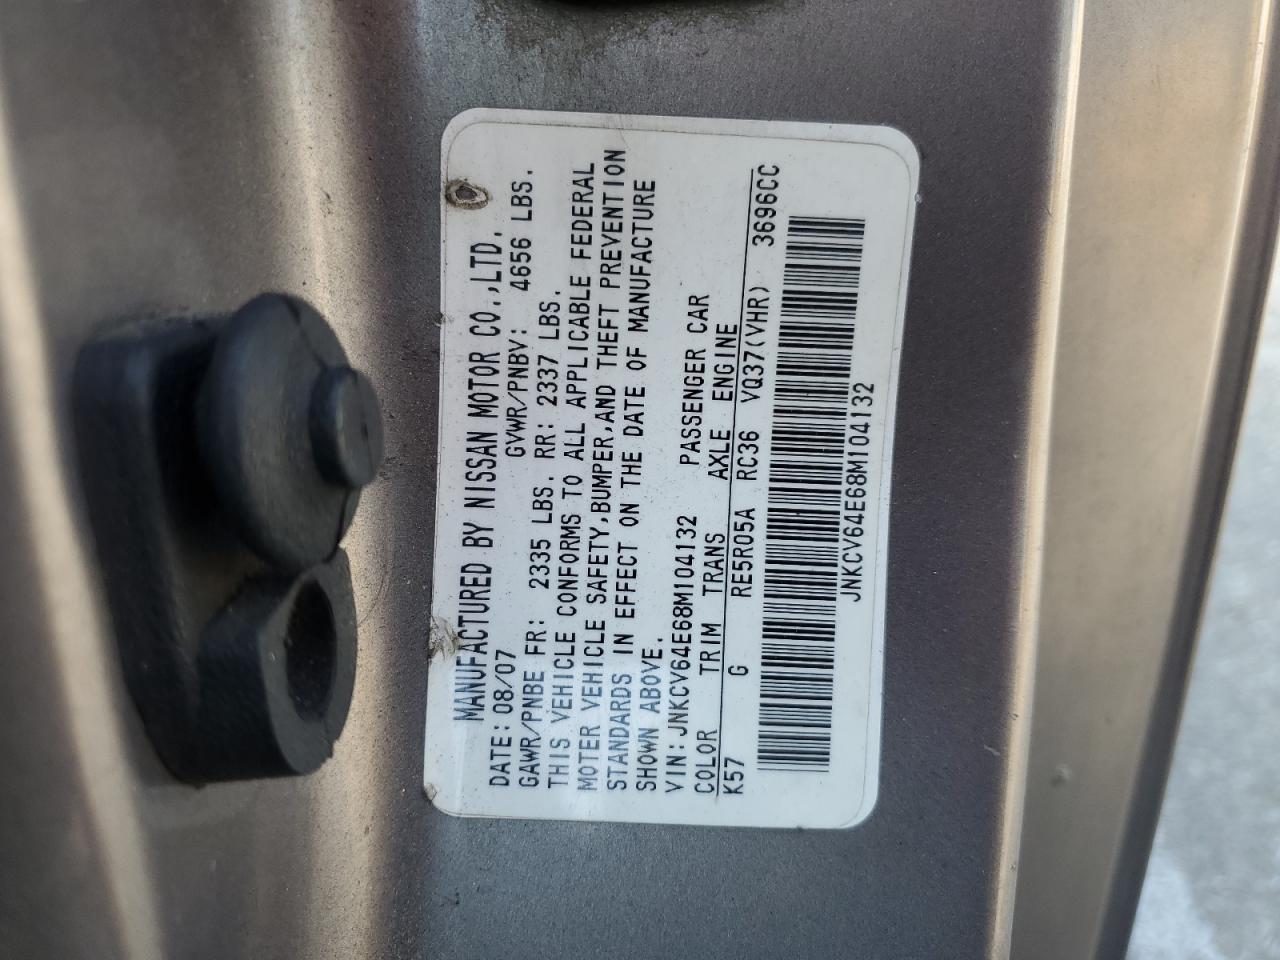 MANUFACTURED BY NISSAN MOTOR CO.,LTD.
DATE: 08/07 GVWR/PNBV: 4656 LBS.
GAWR/PNBE FR: 2335 LBS. RR: 2337 LBS.
THIS VEHICLE CONFORMS TO ALL APPLICABLE FEDERAL
MOTER VEHICLE SAFETY,BUMPER,AND THEFT PREVENTION
STANDARDS IN EFFECT ON THE DATE OF MANUFACTURE
SHOWN ABOVE.
VIN: JNKCV64E68M104132 PASSENGER CAR
COLOR TRIM TRANS AXLE ENGINE
K57 G RE5R05A RC36 VQ37(VHR) 3696CC
JNKCV64E68M104132